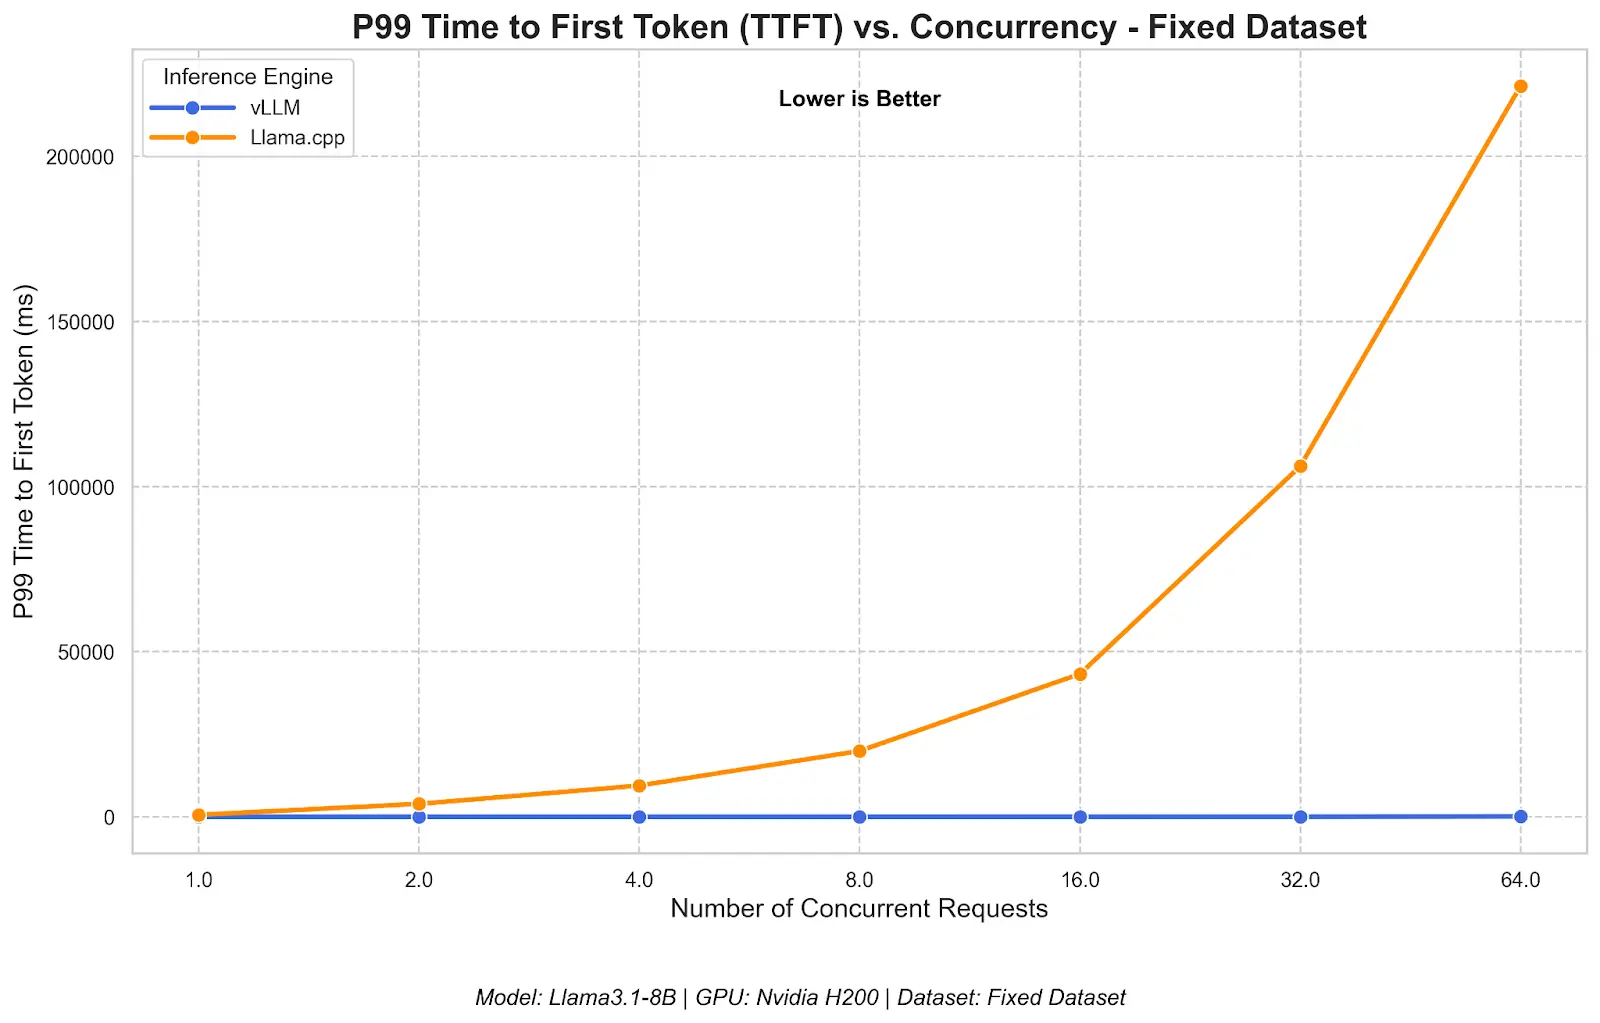 P99 Time to First Token (TTFT) vs. Concurrency - Fixed Dataset
Inference Engine
vLLM
Llama.cpp
Lower is Better
P99 Time to First Token (ms)
200000
150000
100000
50000
0
1.0 2.0 4.0 8.0 16.0 32.0 64.0
Number of Concurrent Requests
Model: Llama3.1-8B | GPU: Nvidia H200 | Dataset: Fixed Dataset